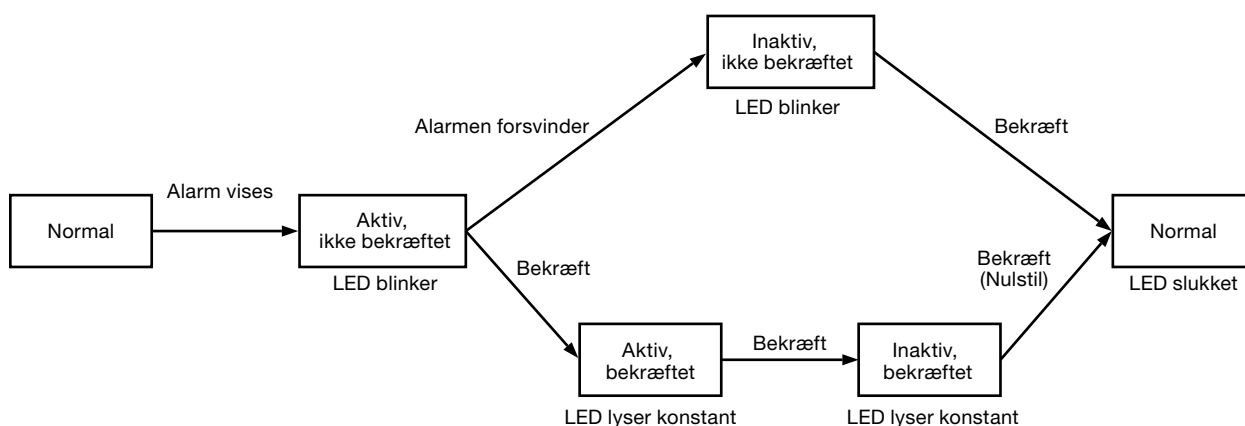 Inaktiv,
ikke bekræftet
LED blinker
Alarmen forsvinder
Bekræft
Alarm vises
Normal
Aktiv,
ikke bekræftet
LED blinker
Normal
LED slukket
Bekræft
Bekræft
(Nulstil)
Aktiv,
bekræftet
LED lyser konstant
Bekræft
Inaktiv,
bekræftet
LED lyser konstant